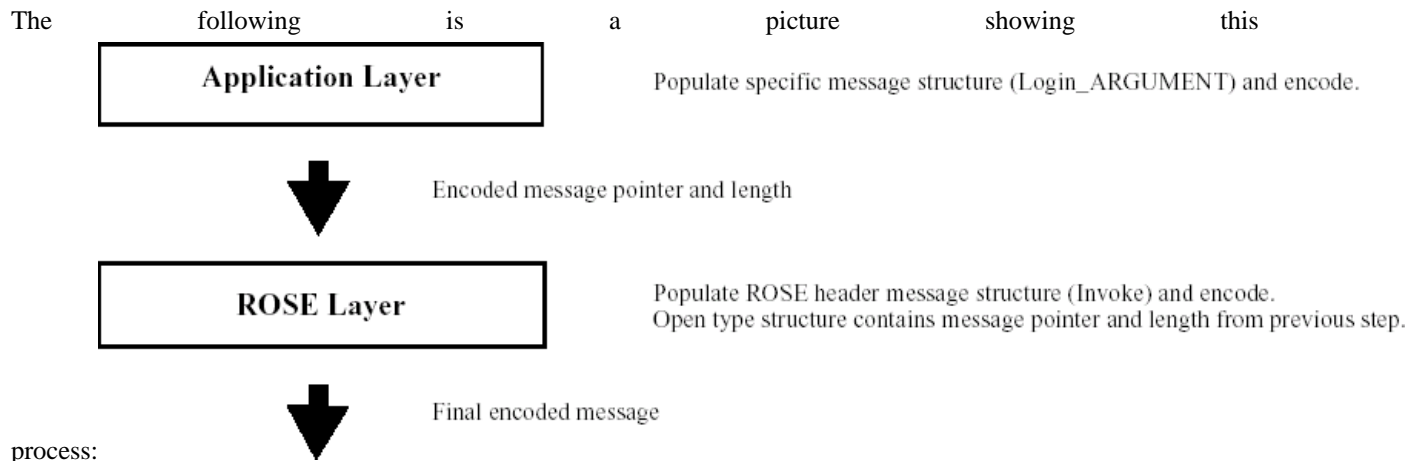 The following is a picture showing this
Application Layer
Populate specific message structure (Login_ARGUMENT) and encode.
Encoded message pointer and length
ROSE Layer
Populate ROSE header message structure (Invoke) and encode.
Open type structure contains message pointer and length from previous step.
Final encoded message
process: